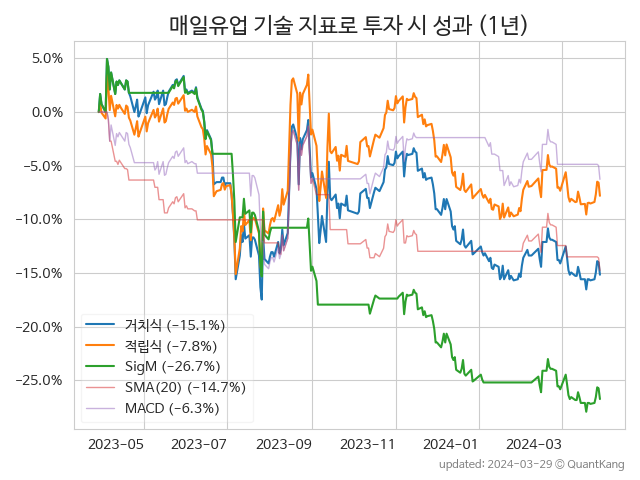 매일유업 기술 지표로 투자 시 성과 (1년)
5.0%
0.0%
−5.0%
−10.0%
−15.0%
−20.0%
−25.0%
거치식 (−15.1%)
적립식 (−7.8%)
SigM (−26.7%)
SMA(20) (−14.7%)
MACD (−6.3%)
2023−05 2023−07 2023−09 2023−11 2024−01 2024−03
updated: 2024−03−29 © QuantKang